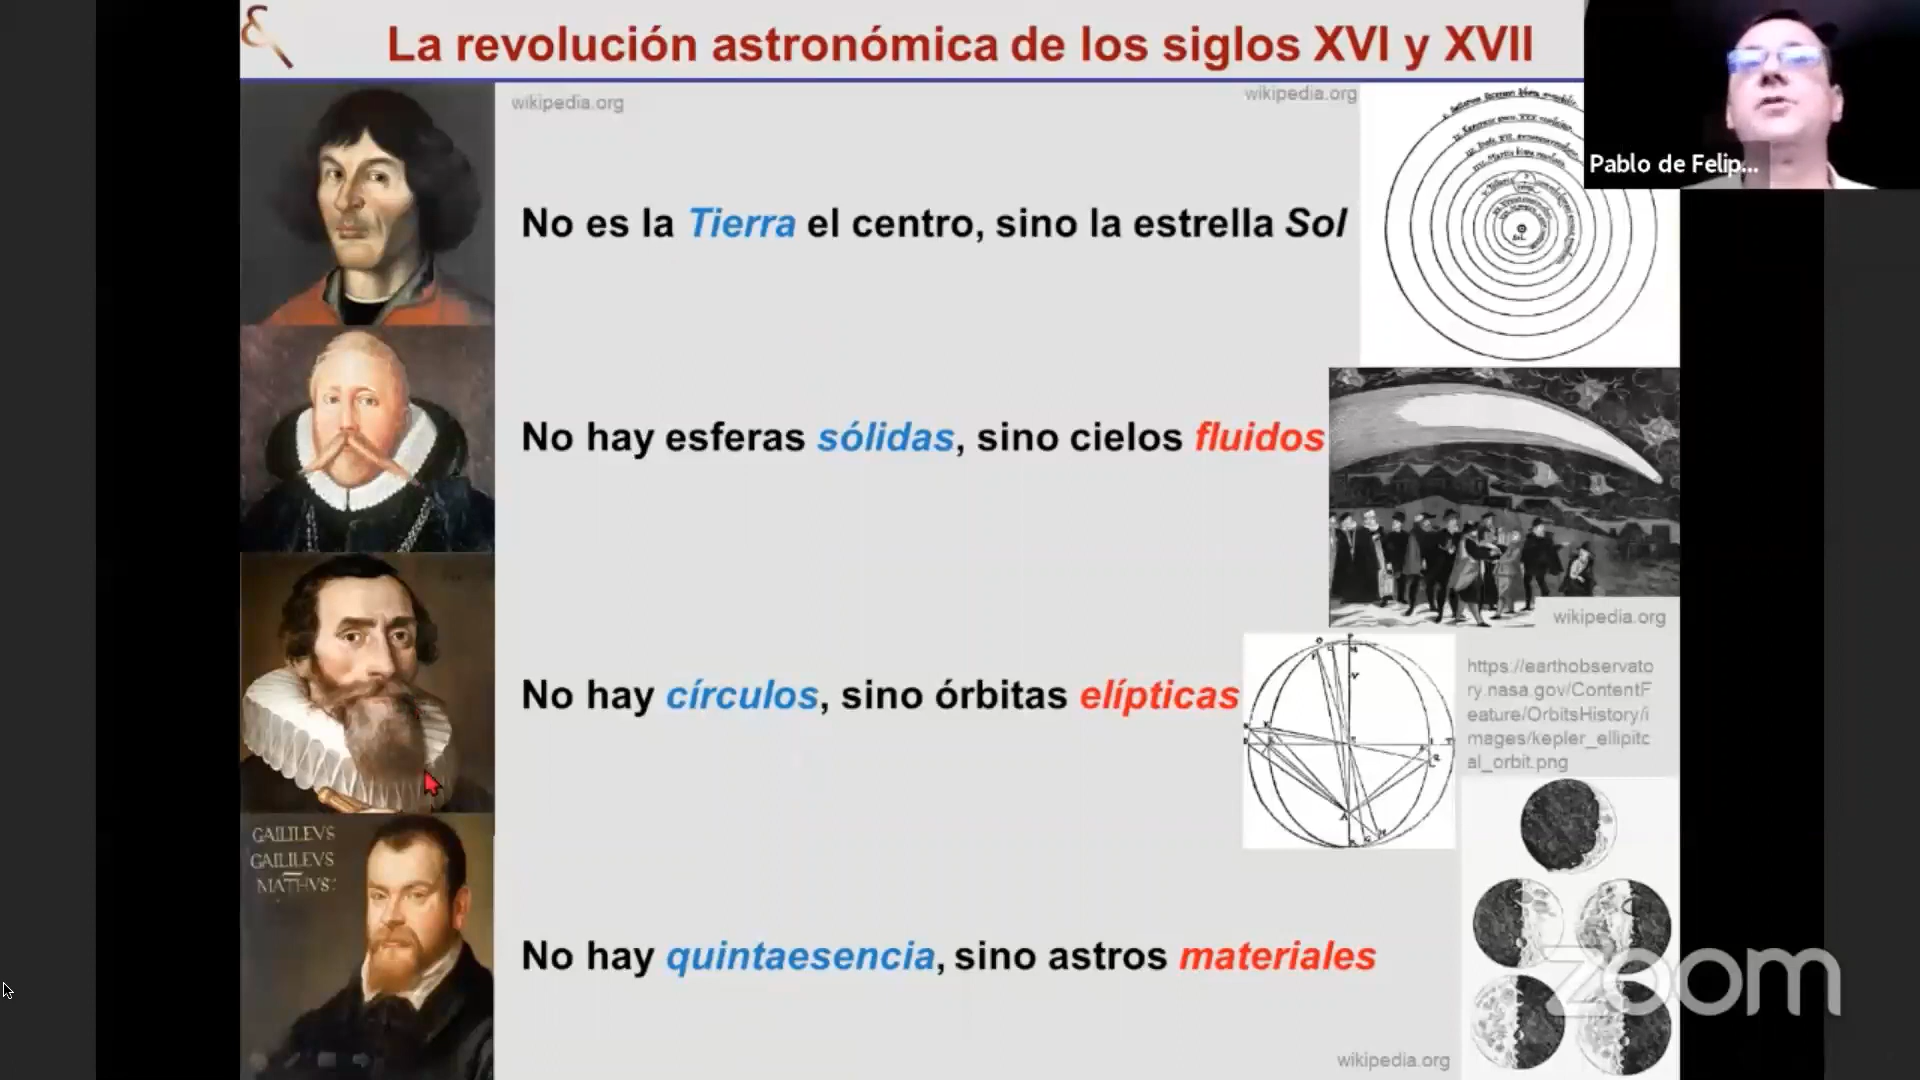 La revolución astronómica de los siglos XVI y XVII
Pablo de Felip...
wikipedia.org
wikipedia.org
No es la Tierra el centro, sino la estrella Sol
No hay esferas sólidas, sino cielos fluidos
wikipedia.org
https://earthobservato
ry.nasa.gov/ContentF
eature/OrbitsHistory/i
mages/kepler_ellipitc
al_orbit.png
No hay círculos, sino órbitas elípticas
GALILEVS
GALILEVS
MATHVS:
No hay quintaesencia, sino astros materiales
zoom
wikipedia.org